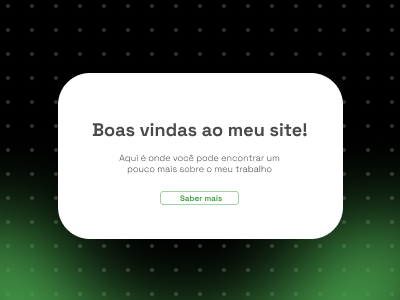 Boas vindas ao meu site!
Aqui é onde você pode encontrar um
pouco mais sobre o meu trabalho
Saber mais